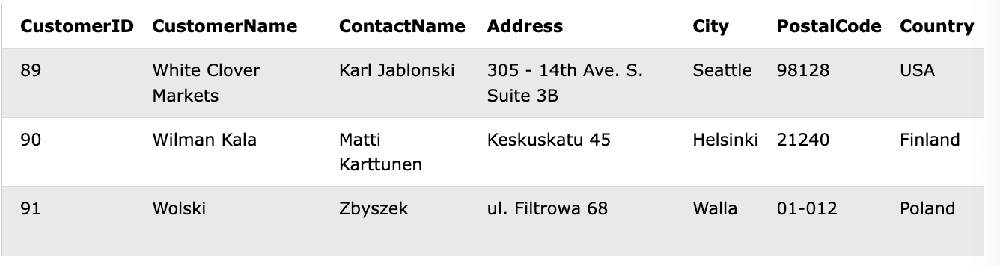 CustomerID CustomerName ContactName Address City PostalCode Country
89 White Clover Markets Karl Jablonski 305 - 14th Ave. S. Suite 3B Seattle 98128 USA
90 Wilman Kala Matti Karttunen Keskuskatu 45 Helsinki 21240 Finland
91 Wolski Zbyszek ul. Filtrowa 68 Walla 01-012 Poland